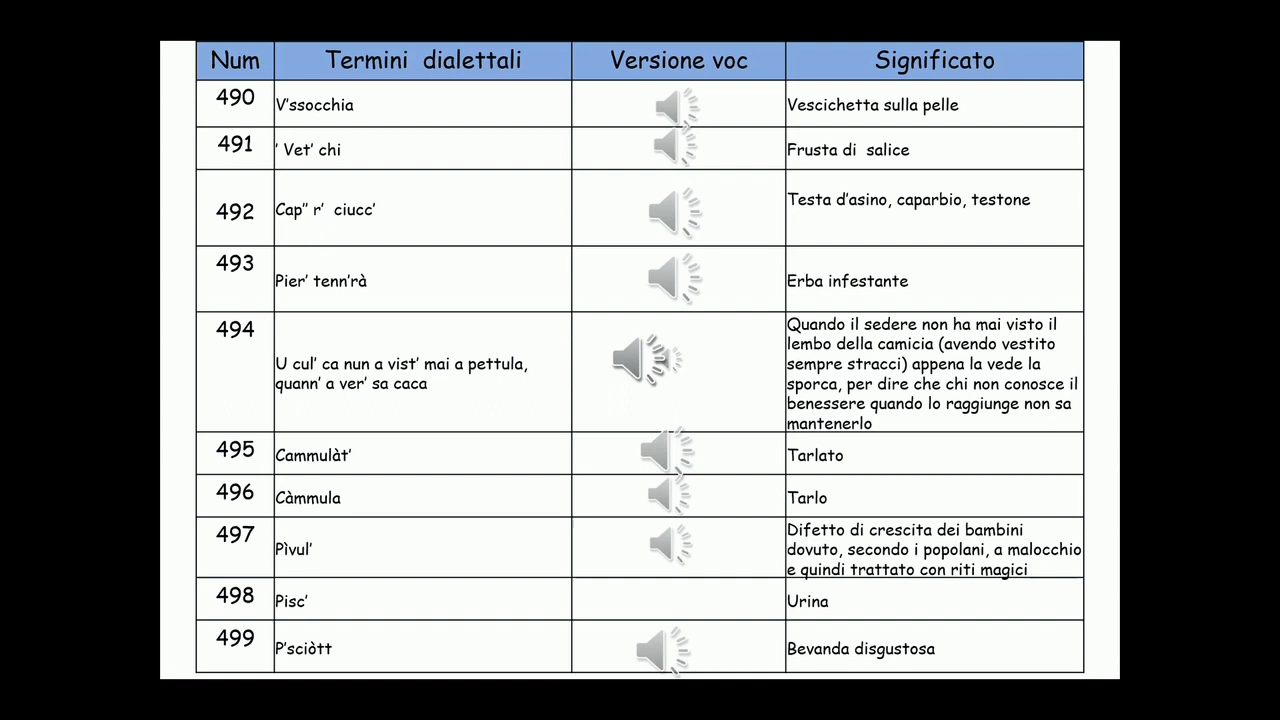 Num Termini dialettali Versione voc Significato
490 V'ssocchia Vescichetta sulla pelle
491 ' Vet' chi Frusta di salice
492 Cap'' r' ciucc' Testa d'asino, caparbio, testone
493 Pier' tenn'rà Erba infestante
494 U cul' ca nun a vist' mai a pettula,
quann' a ver' sa caca
Quando il sedere non ha mai visto il
lembo della camicia (avendo vestito
sempre stracci) appena la vede la
sporca, per dire che chi non conosce il
benessere quando lo raggiunge non sa
mantenerlo
495 Cammulàt' Tarlato
496 Càmmula Tarlo
497 Pìvul'
Difetto di crescita dei bambini
dovuto, secondo i popolani, a malocchio
e quindi trattato con riti magici
498 Pisc' Urina
499 P'sciòtt Bevanda disgustosa